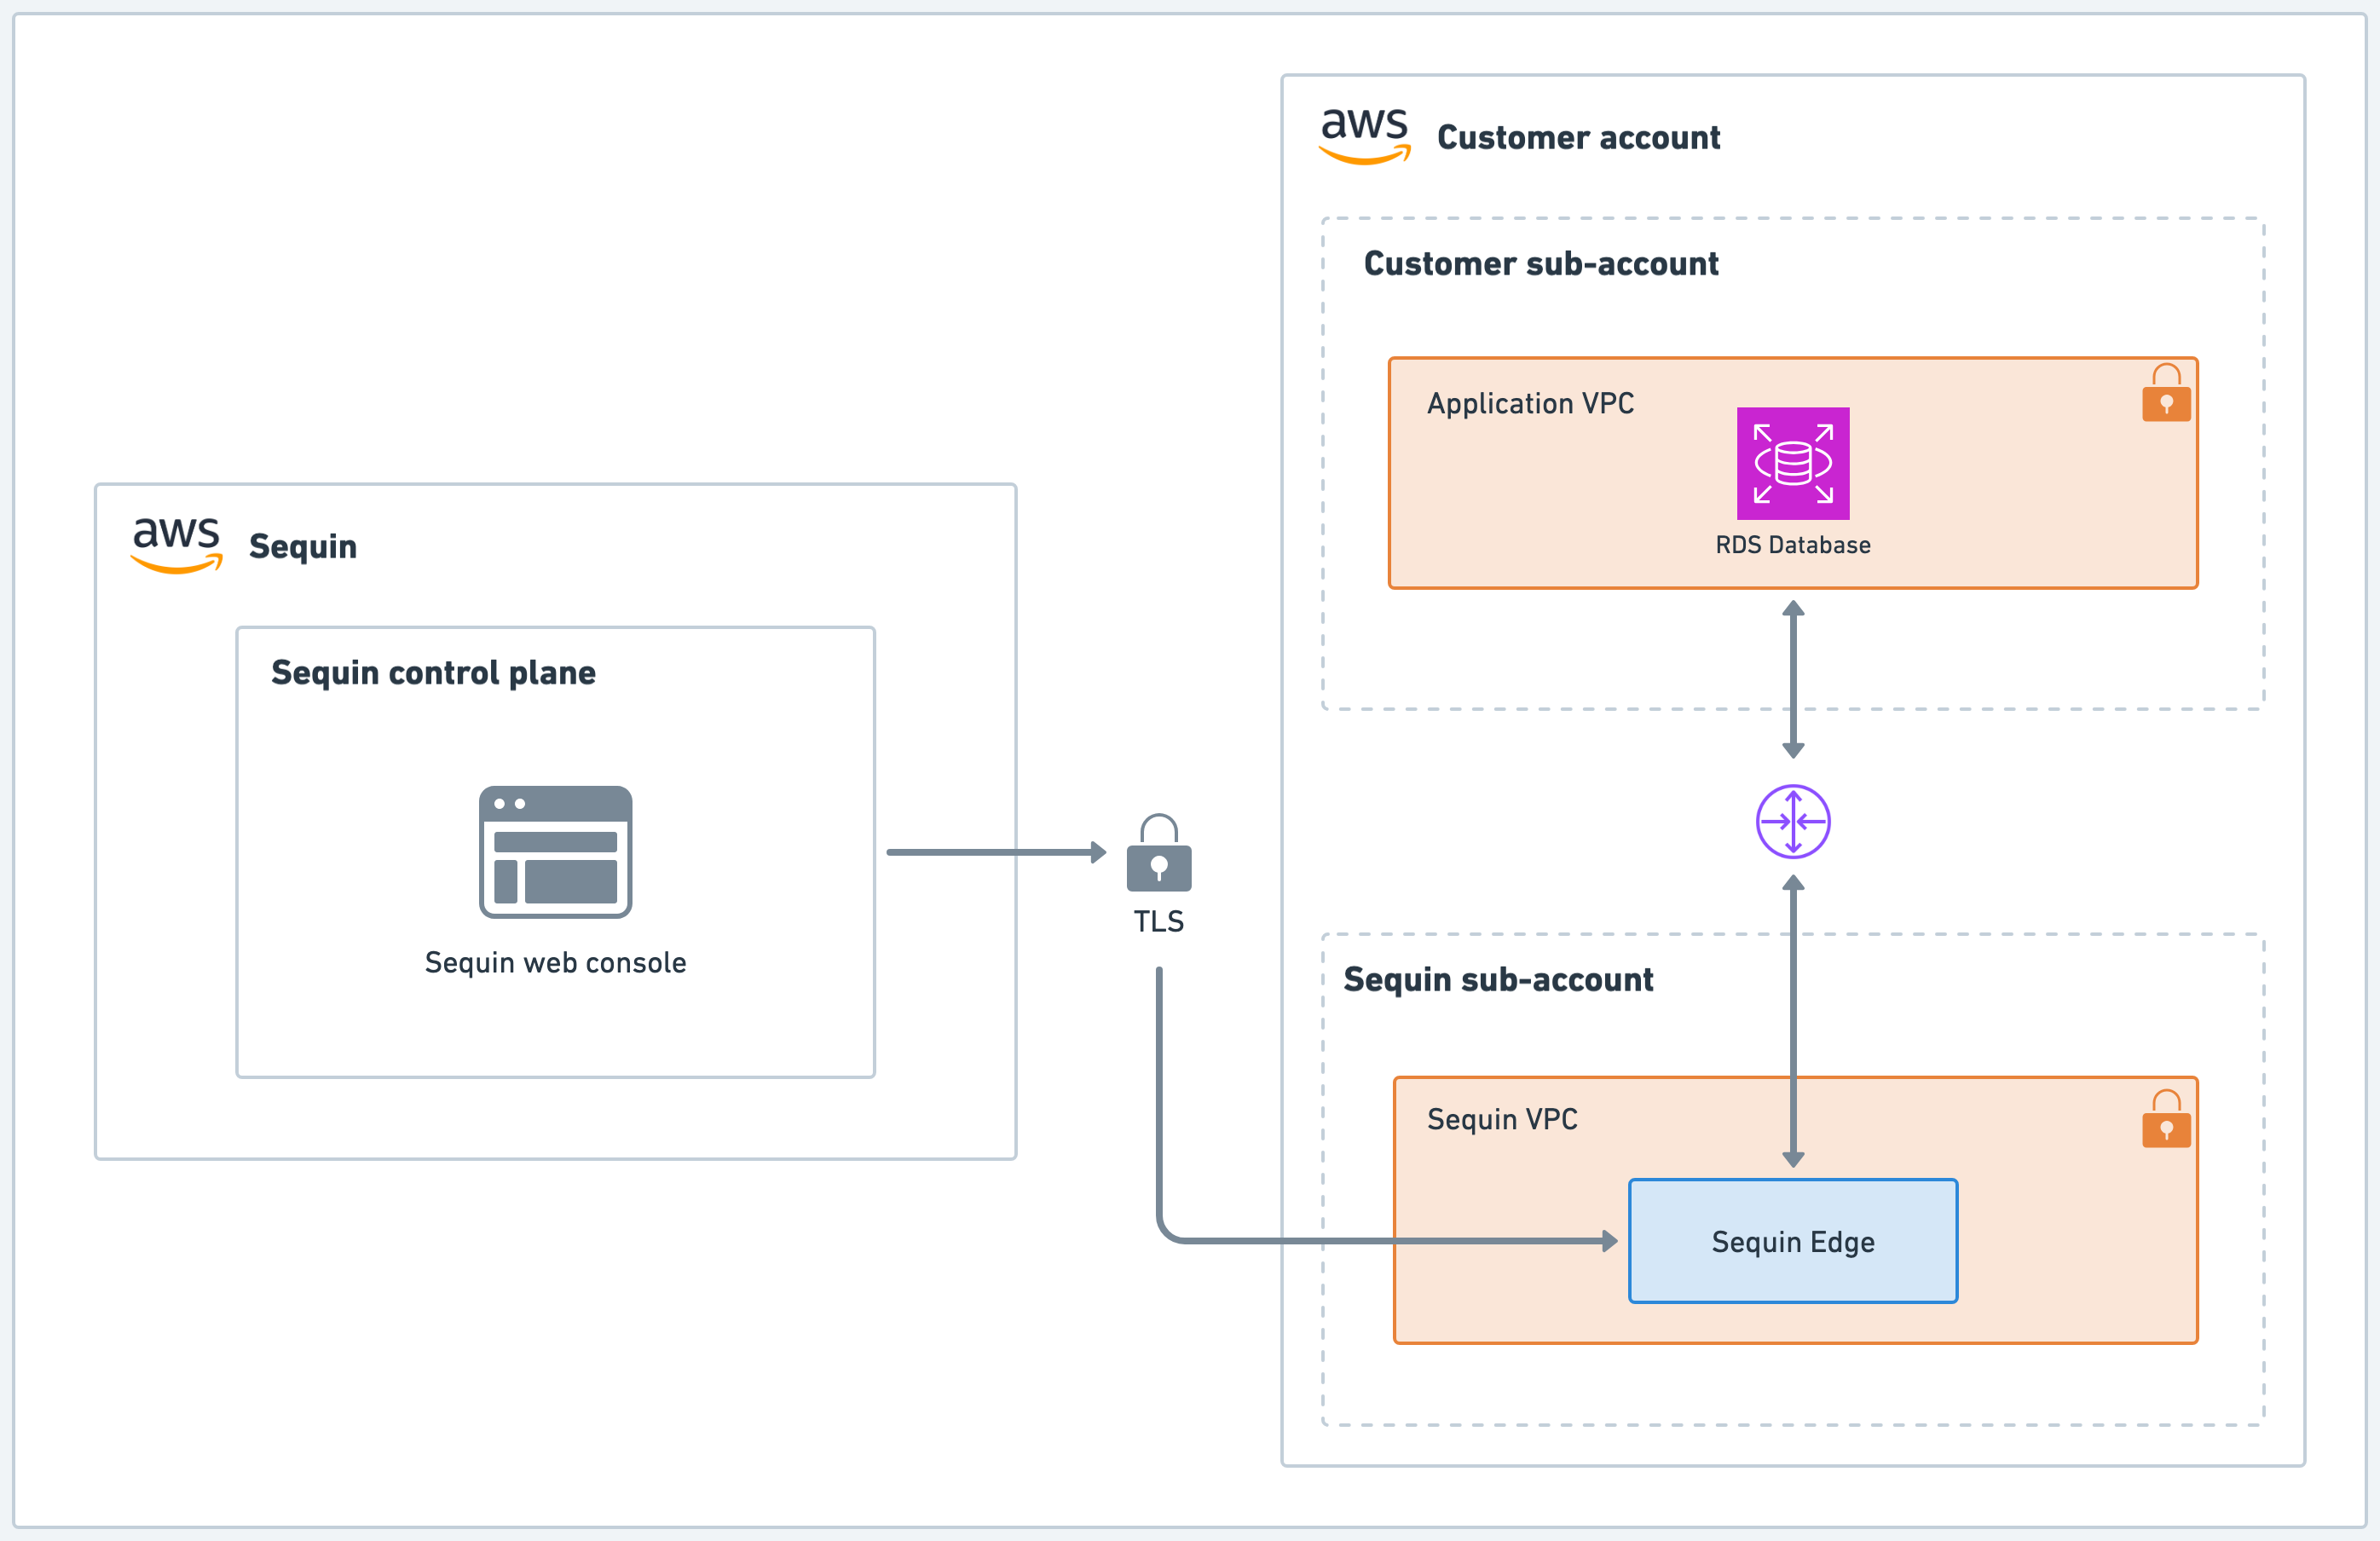 aws Customer account
Customer sub-account
Application VPC
RDS Database
aws Sequin
Sequin control plane
Sequin web console
TLS
Sequin sub-account
Sequin VPC
Sequin Edge